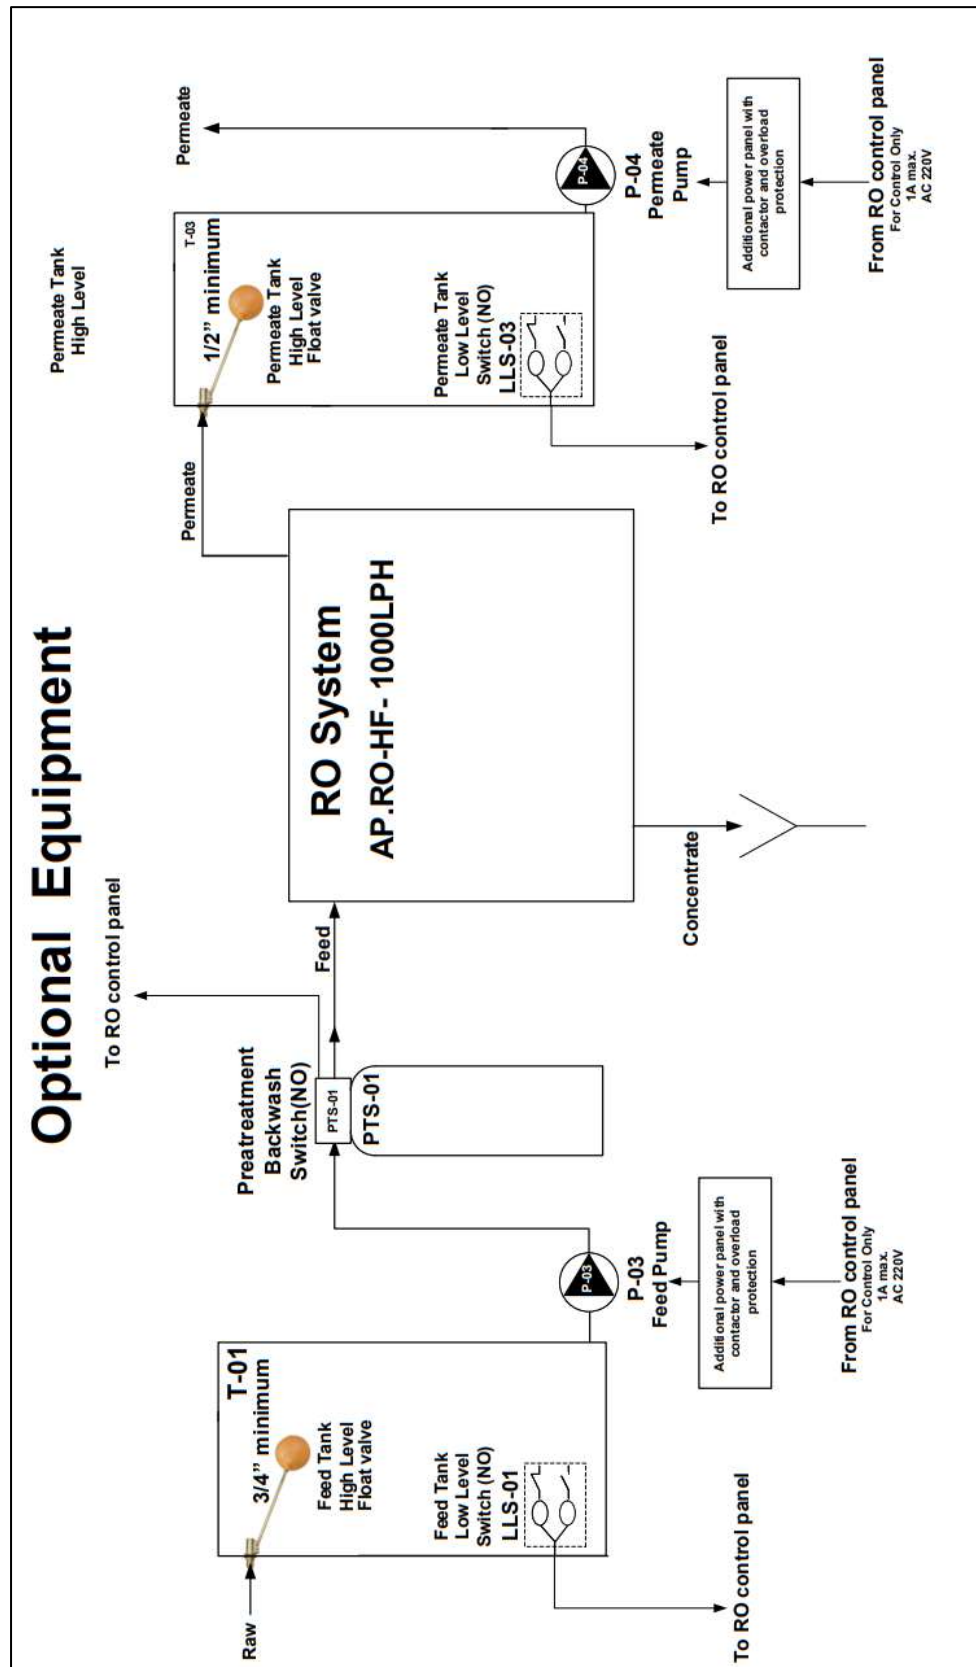 Optional Equipment
Raw
T-01
3/4” minimum
Feed Tank
High Level
Float valve
Feed Tank
Low Level
Switch (NO)
LLS-01
To RO control panel
P-03
P-03
Feed Pump
Additional power panel with
contactor and overload
protection
From RO control panel
For Control Only
1A max.
AC 220V
To RO control panel
Pretreatment
Backwash
Switch(NO)
PTS-01
PTS-01
Feed
RO System
AP.RO-HF- 1000LPH
Concentrate
Permeate
Permeate Tank
High Level
T-03
1/2” minimum
Permeate Tank
High Level
Float valve
Permeate Tank
Low Level
Switch (NO)
LLS-03
To RO control panel
Permeate
P-04
P-04
Permeate
Pump
Additional power panel with
contactor and overload
protection
From RO control panel
For Control Only
1A max.
AC 220V